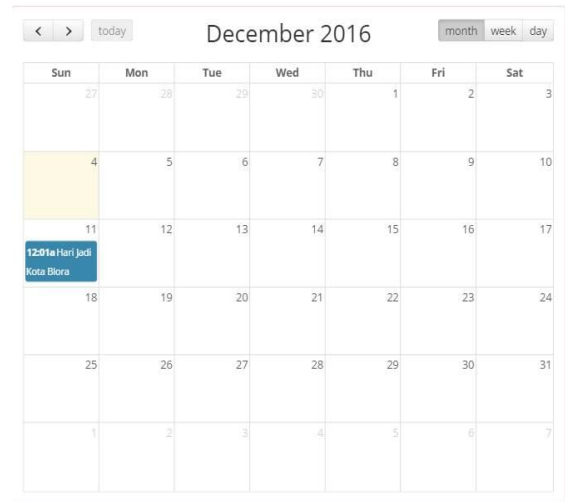 < > today December 2016 month week day
Sun Mon Tue Wed Thu Fri Sat
27 28 29 30 1 2 3
4 5 6 7 8 9 10
11 12 13 14 15 16 17
12:01a Hari Jadi
Kota Blora
18 19 20 21 22 23 24
25 26 27 28 29 30 31
1 2 3 4 5 6 7